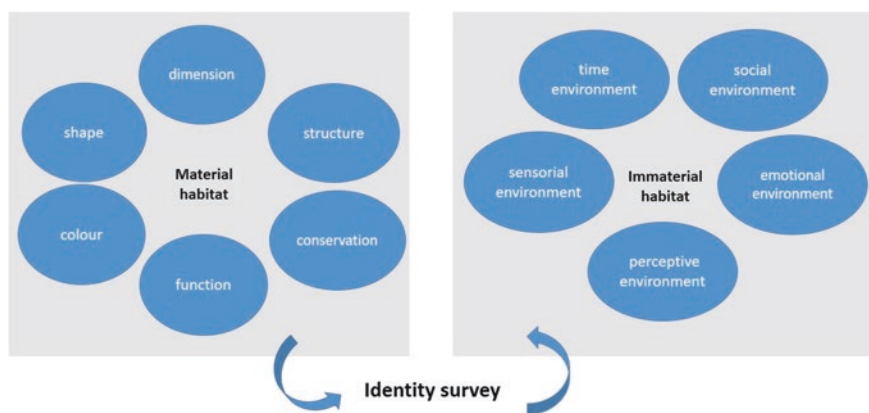 dimension
shape
structure
Material
habitat
colour
conservation
function
time
environment
social
environment
sensorial
environment
Immaterial
habitat
emotional
environment
perceptive
environment
Identity survey